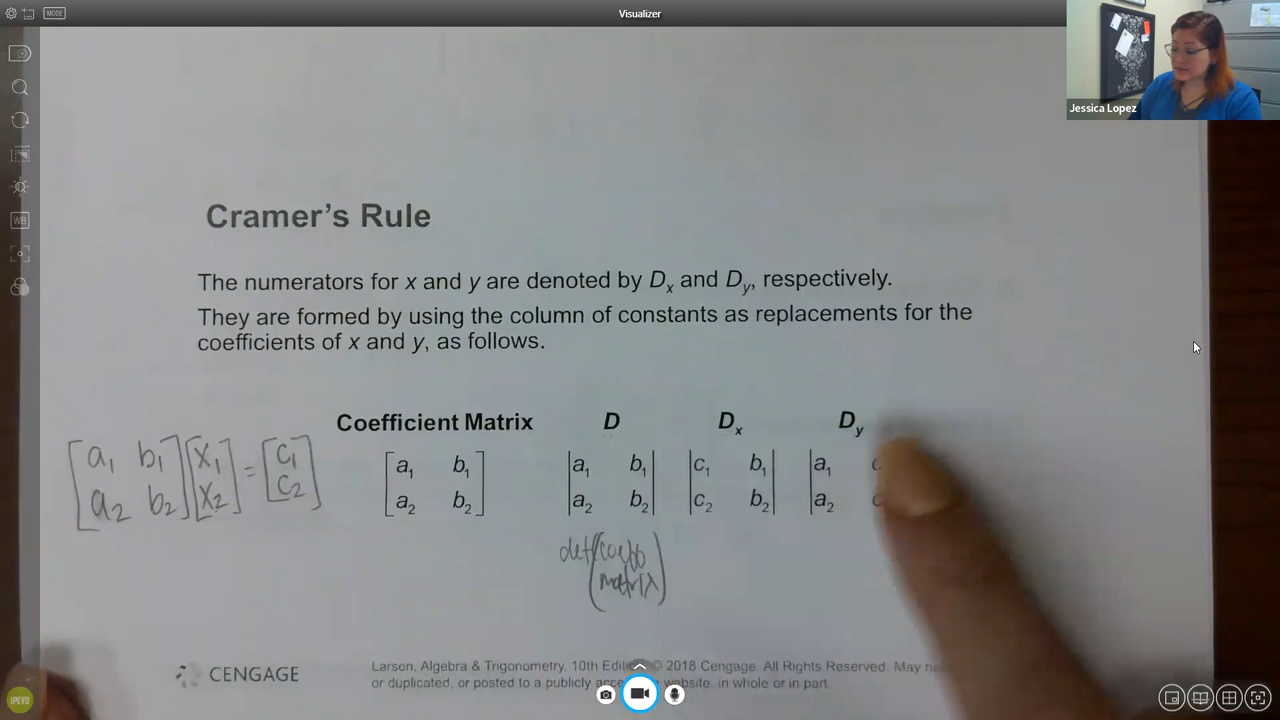 MODE
Visualizer
Jessica Lopez
WB
Cramer's Rule
The numerators for x and y are denoted by Dx and Dy, respectively.
They are formed by using the column of constants as replacements for the
coefficients of x and y, as follows.
Coefficient Matrix D Dx Dy
[a1 b1] [x1] = [c1] [a1 b1] |a1 b1| |c1 b1| |a1
[a2 b2] [x2] [c2] [a2 b2] |a2 b2| |c2 b2| |a2
det(coeff
matrix)
CENGAGE
Larson, Algebra & Trigonometry, 10th Edition © 2018 Cengage. All Rights Reserved. May
or duplicated, or posted to a publicly website, in whole or in part.
IPEVO